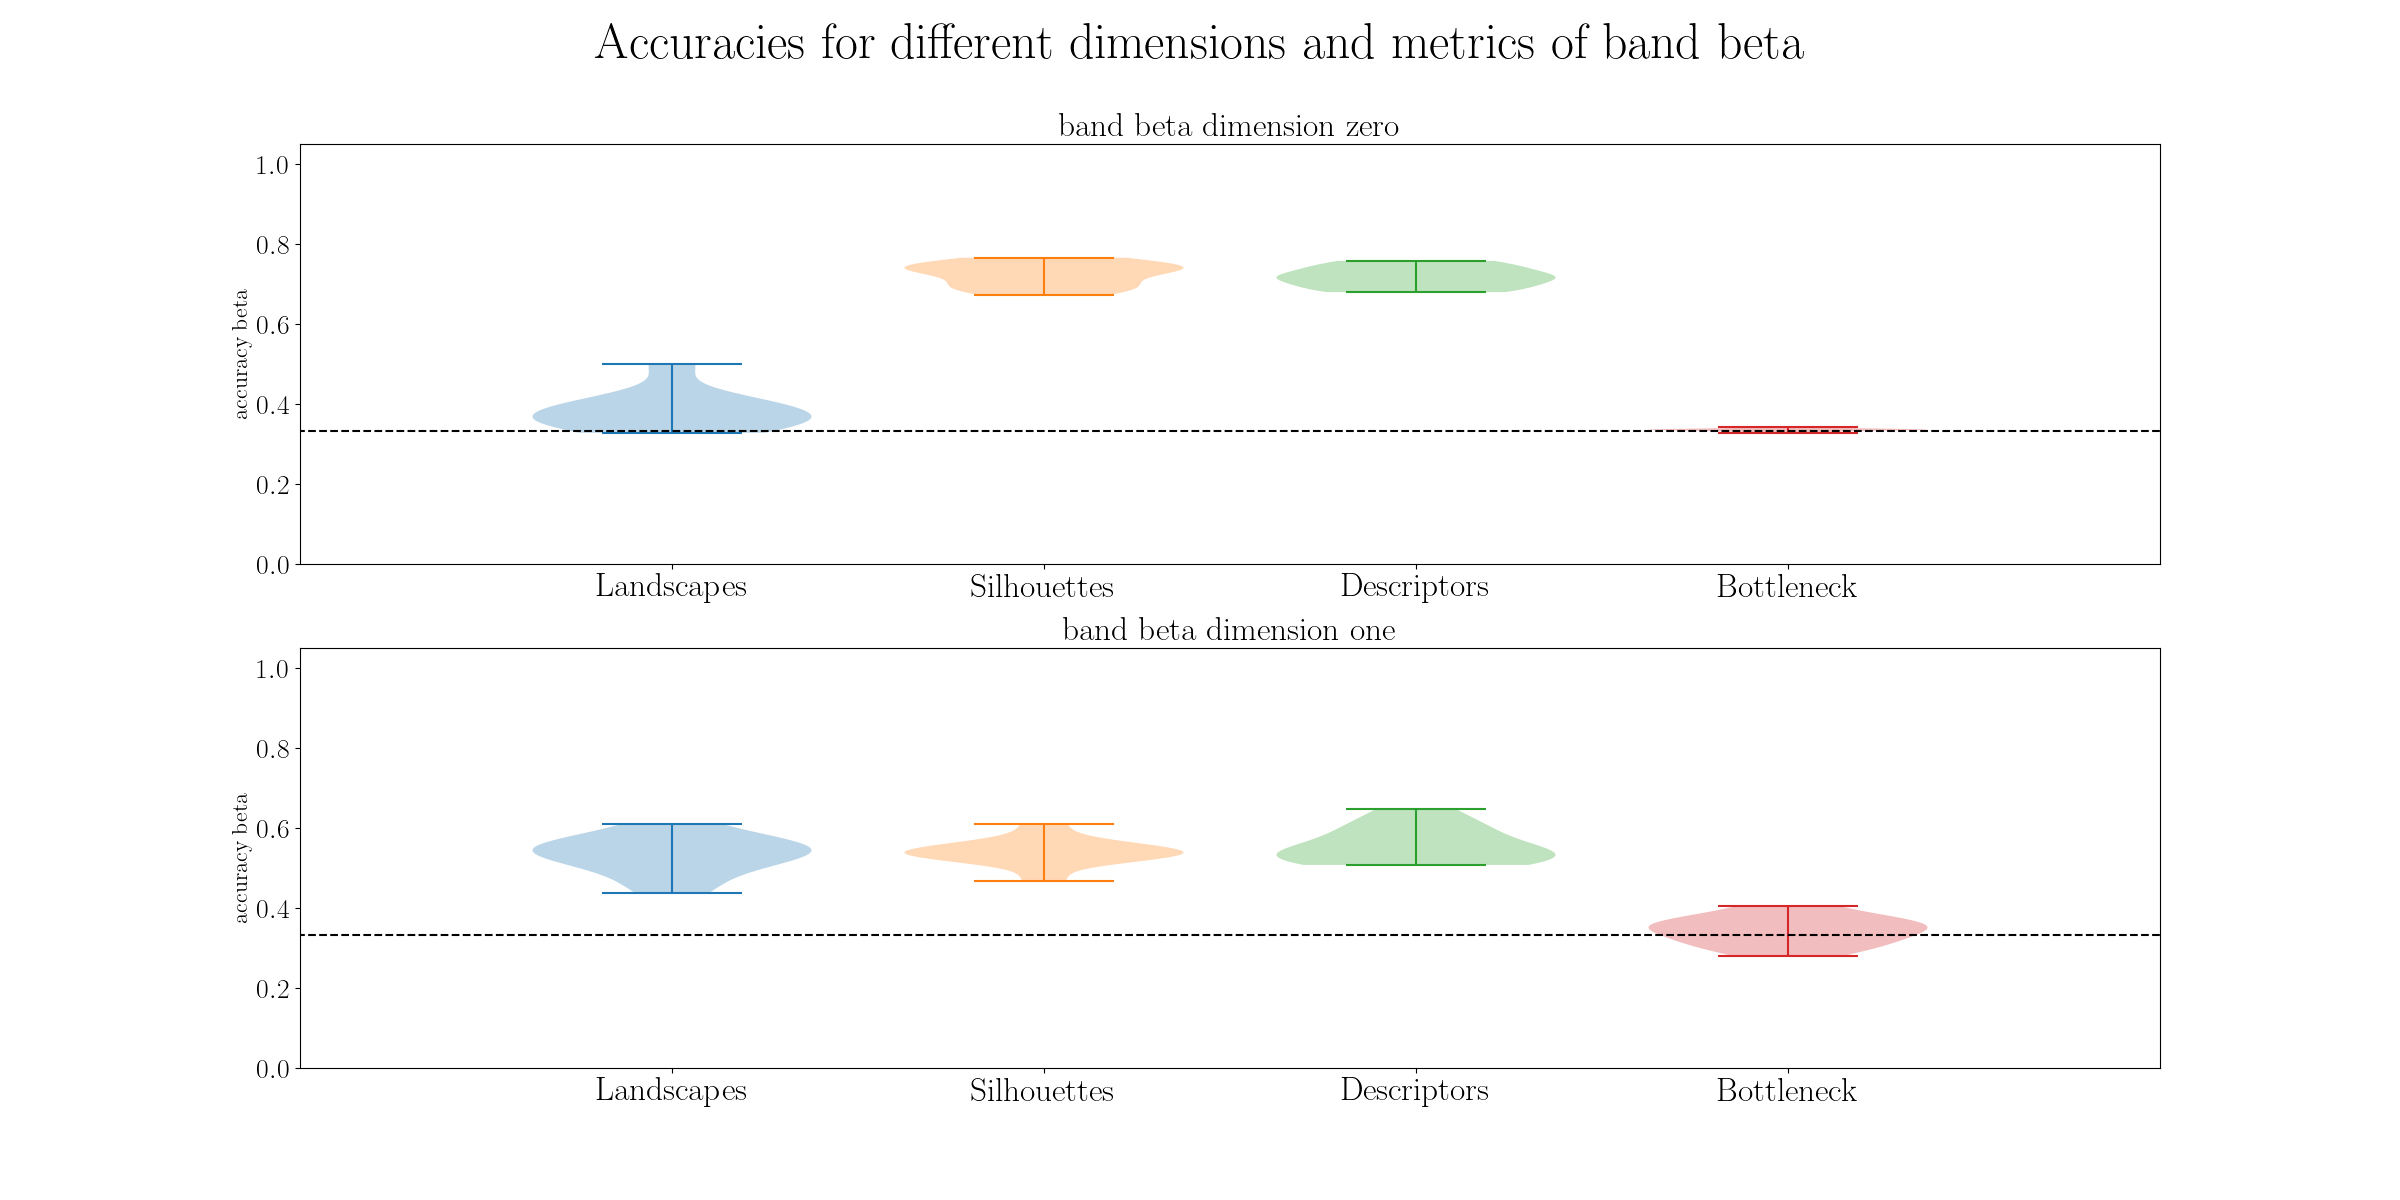 Accuracies for different dimensions and metrics of band beta
band beta dimension zero
1.0
0.8
0.6
0.4
0.2
0.0
accuracy beta
Landscapes Silhouettes Descriptors Bottleneck
band beta dimension one
1.0
0.8
0.6
0.4
0.2
0.0
accuracy beta
Landscapes Silhouettes Descriptors Bottleneck